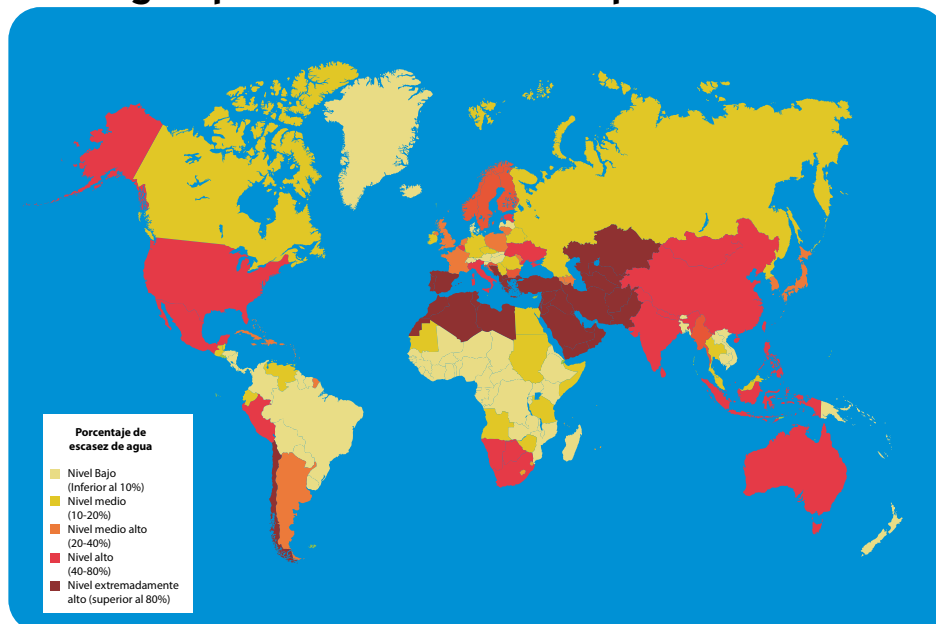 Porcentaje de
escasez de agua
Nivel Bajo
(Inferior al 10%)
Nivel medio
(10-20%)
Nivel medio alto
(20-40%)
Nivel alto
(40-80%)
Nivel extremadamente
alto (superior al 80%)